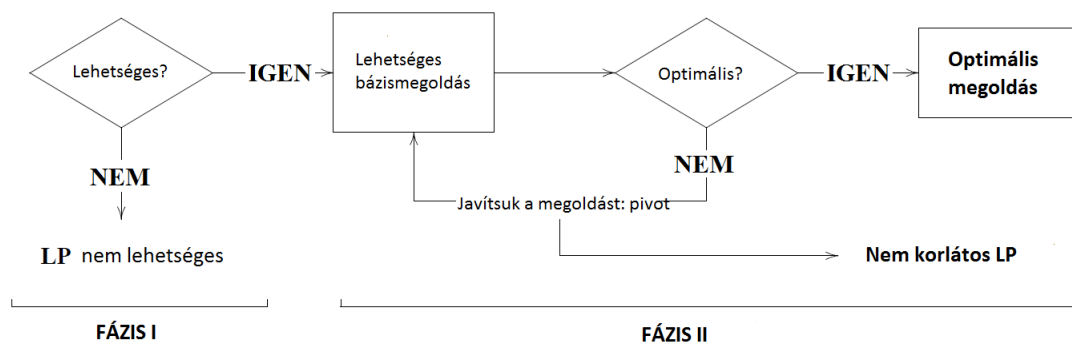 Lehetséges?
IGEN
Lehetséges
bázismegoldás
Optimális?
IGEN
Optimális
megoldás
NEM
NEM
Javítsuk a megoldást: pivot
LP nem lehetséges
Nem korlátos LP
FÁZIS I
FÁZIS II